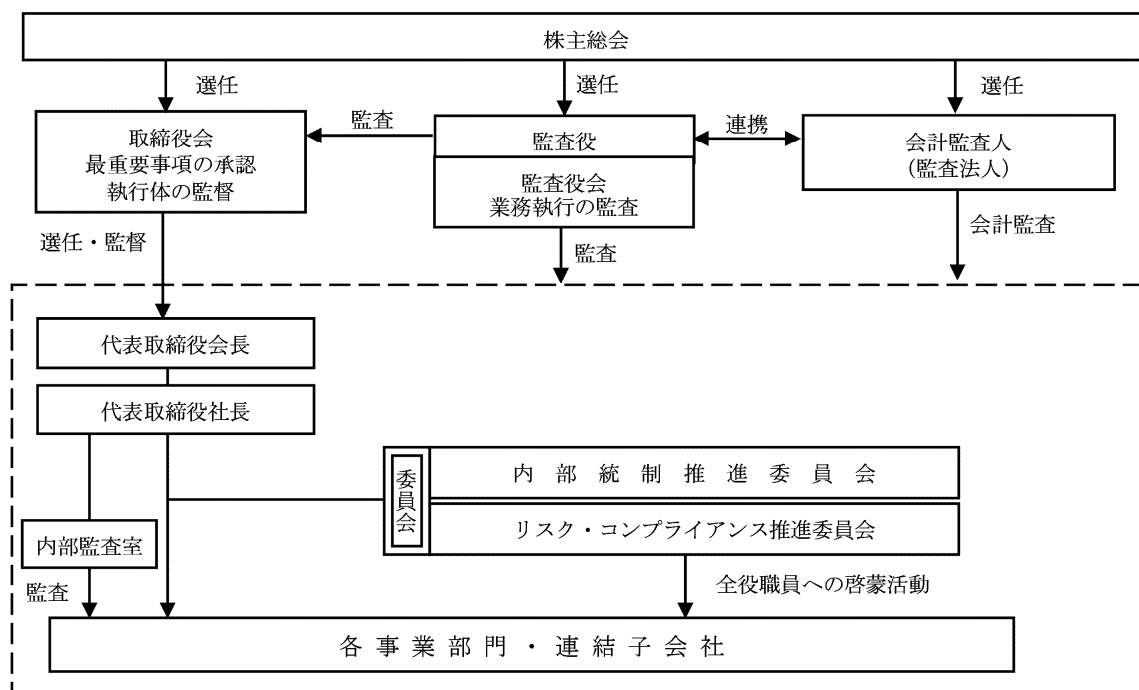 株主総会
選任
選任
選任
取締役会
最重要事項の承認
執行体の監督
監査
監査役
監査役会
業務執行の監査
連携
会計監査人
(監査法人)
選任・監督
監査
会計監査
代表取締役会長
代表取締役社長
委員会
内部統制推進委員会
リスク・コンプライアンス推進委員会
内部監査室
監査
全役職員への啓蒙活動
各事業部門・連結子会社